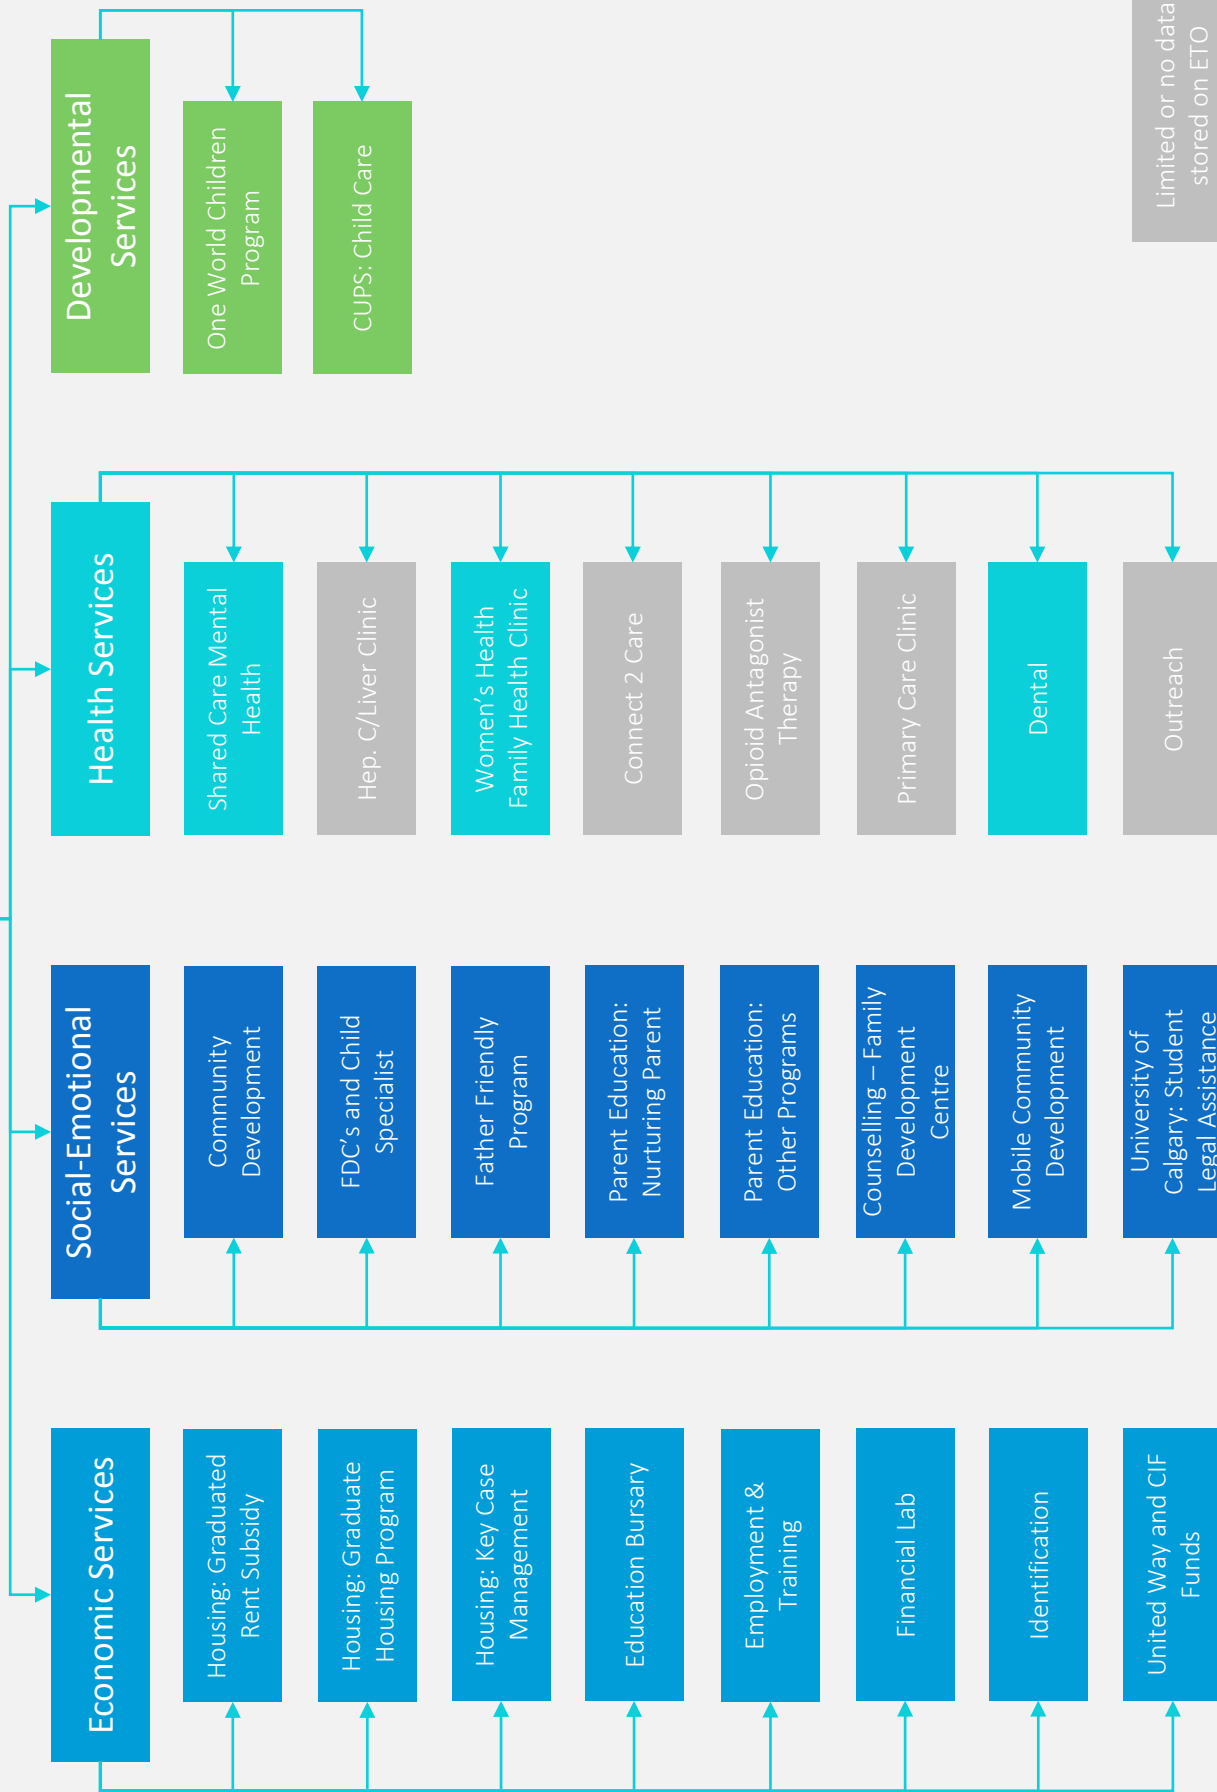 Economic Services
Housing: Graduated
Rent Subsidy
Housing: Graduate
Housing Program
Housing: Key Case
Management
Education Bursary
Employment &
Training
Financial Lab
Identification
United Way and CIF
Funds
Social-Emotional
Services
Community
Development
FDC's and Child
Specialist
Father Friendly
Program
Parent Education:
Nurturing Parent
Parent Education:
Other Programs
Counselling – Family
Development
Centre
Mobile Community
Development
University of
Calgary: Student
Legal Assistance
Health Services
Shared Care Mental
Health
Hep. C/Liver Clinic
Women's Health
Family Health Clinic
Connect 2 Care
Opioid Antagonist
Therapy
Primary Care Clinic
Dental
Outreach
Developmental
Services
One World Children
Program
CUPS: Child Care
Limited or no data
stored on ETO